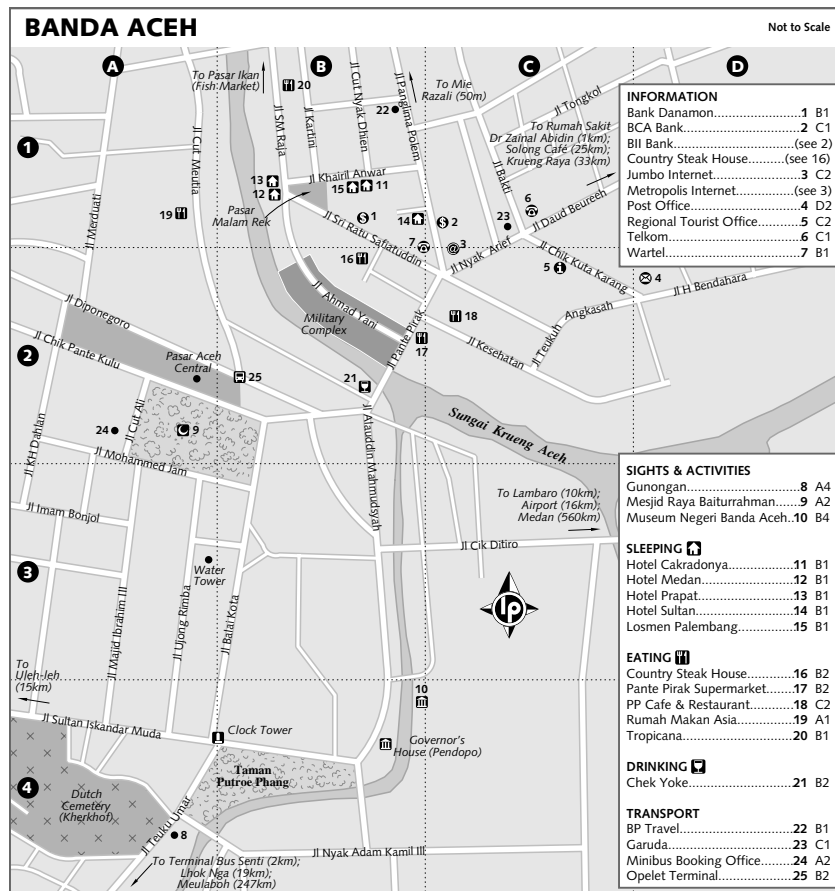 BANDA ACEH
Not to Scale
A
B
C
D
1
2
3
4
To Pasar Ikan
(Fish Market)
20
22
To Mie
Razali (50m)
To Rumah Sakit
Dr Zainal Abidin (1km);
Solong Café (25km);
Krueng Raya (33km)
Jl Tongkol
Jl Merduati
Jl Cut Meutia
Jl SM Raja
Jl Kartini
Jl Cut Nyak Dhien
Jl Panglima Polem
Jl Bakti
Jl Khairil Anwar
13
12
15
11
19
Pasar
Malam Rek
1
14
2
23
6
Jl Daud Beureeh
Jl Sri Ratu Safiatuddin
16
7
3
Jl Nyak Arief
Jl Chik Kuta Karang
5
4
Jl H Bendahara
Angkasah
Jl Teukuh
Jl Diponegoro
Jl Chik Pante Kulu
Jl Ahmad Yani
Military
Complex
Jl Pante Pirak
18
17
Jl Kesehatan
Pasar Aceh
Central
25
21
Sungai Krueng Aceh
Jl KH Dahlan
24
Jl Cut Ali
9
Jl Mohammed Jam
Jl Alauddin Mahmudsyah
Jl Imam Bonjol
To Lambaro (10km);
Airport (16km);
Medan (560km)
Jl Cik Ditiro
Water
Tower
Jl Majid Ibrahim III
Jl Ujong Rimba
Jl Balai Kota
lp
To
Uleh-leh
(15km)
Jl Sultan Iskandar Muda
Clock Tower
10
Governor's
House (Pendopo)
Taman
Putroe Phang
Dutch
Cemetery
(Kherkhof)
Jl Teuku Umar
8
To Terminal Bus Senti (2km);
Lhok Nga (19km);
Meulaboh (247km)
Jl Nyak Adam Kamil III
INFORMATION
Bank Danamon...................1 B1
BCA Bank...........................2 C1
BII Bank.............................(see 2)
Country Steak House..........(see 16)
Jumbo Internet...................3 C2
Metropolis Internet.............(see 3)
Post Office.........................4 D2
Regional Tourist Office........5 C2
Telkom...............................6 C1
Wartel................................7 B1
SIGHTS & ACTIVITIES
Gunongan...........................8 A4
Mesjid Raya Baiturrahman.....9 A2
Museum Negeri Banda Aceh..10 B4
SLEEPING
Hotel Cakradonya................11 B1
Hotel Medan.......................12 B1
Hotel Prapat.......................13 B1
Hotel Sultan.......................14 B1
Losmen Palembang..............15 B1
EATING
Country Steak House............16 B2
Pante Pirak Supermarket.......17 B2
PP Cafe & Restaurant...........18 C2
Rumah Makan Asia..............19 A1
Tropicana...........................20 B1
DRINKING
Chek Yoke..........................21 B2
TRANSPORT
BP Travel............................22 B1
Garuda...............................23 C1
Minibus Booking Office........24 A2
Opelet Terminal..................25 B2